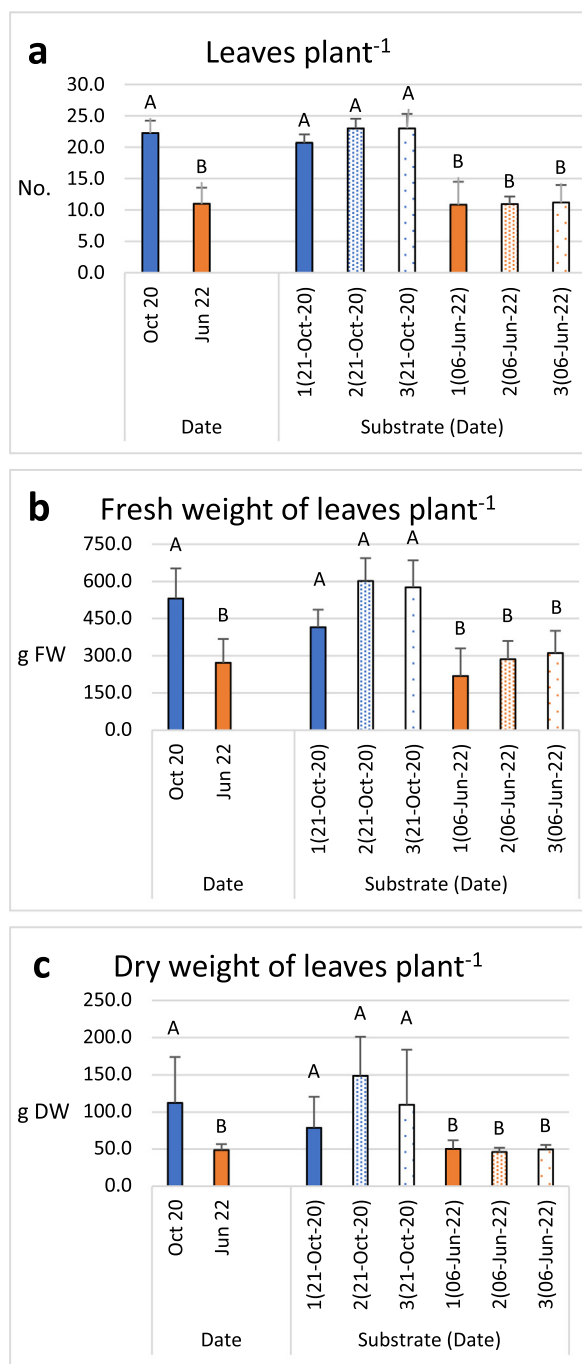 a Leaves plant-1
30.0
25.0
20.0
15.0
10.0
5.0
0.0
No.
A
B
A
A
A
B
B
B
Oct 20
Jun 22
1(21-Oct-20)
2(21-Oct-20)
3(21-Oct-20)
1(06-Jun-22)
2(06-Jun-22)
3(06-Jun-22)
Date
Substrate (Date)
b Fresh weight of leaves plant-1
750.0
600.0
450.0
300.0
150.0
0.0
g FW
A
B
A
A
A
B
B
B
Oct 20
Jun 22
1(21-Oct-20)
2(21-Oct-20)
3(21-Oct-20)
1(06-Jun-22)
2(06-Jun-22)
3(06-Jun-22)
Date
Substrate (Date)
c Dry weight of leaves plant-1
250.0
200.0
150.0
100.0
50.0
0.0
g DW
A
B
A
A
A
B
B
B
Oct 20
Jun 22
1(21-Oct-20)
2(21-Oct-20)
3(21-Oct-20)
1(06-Jun-22)
2(06-Jun-22)
3(06-Jun-22)
Date
Substrate (Date)